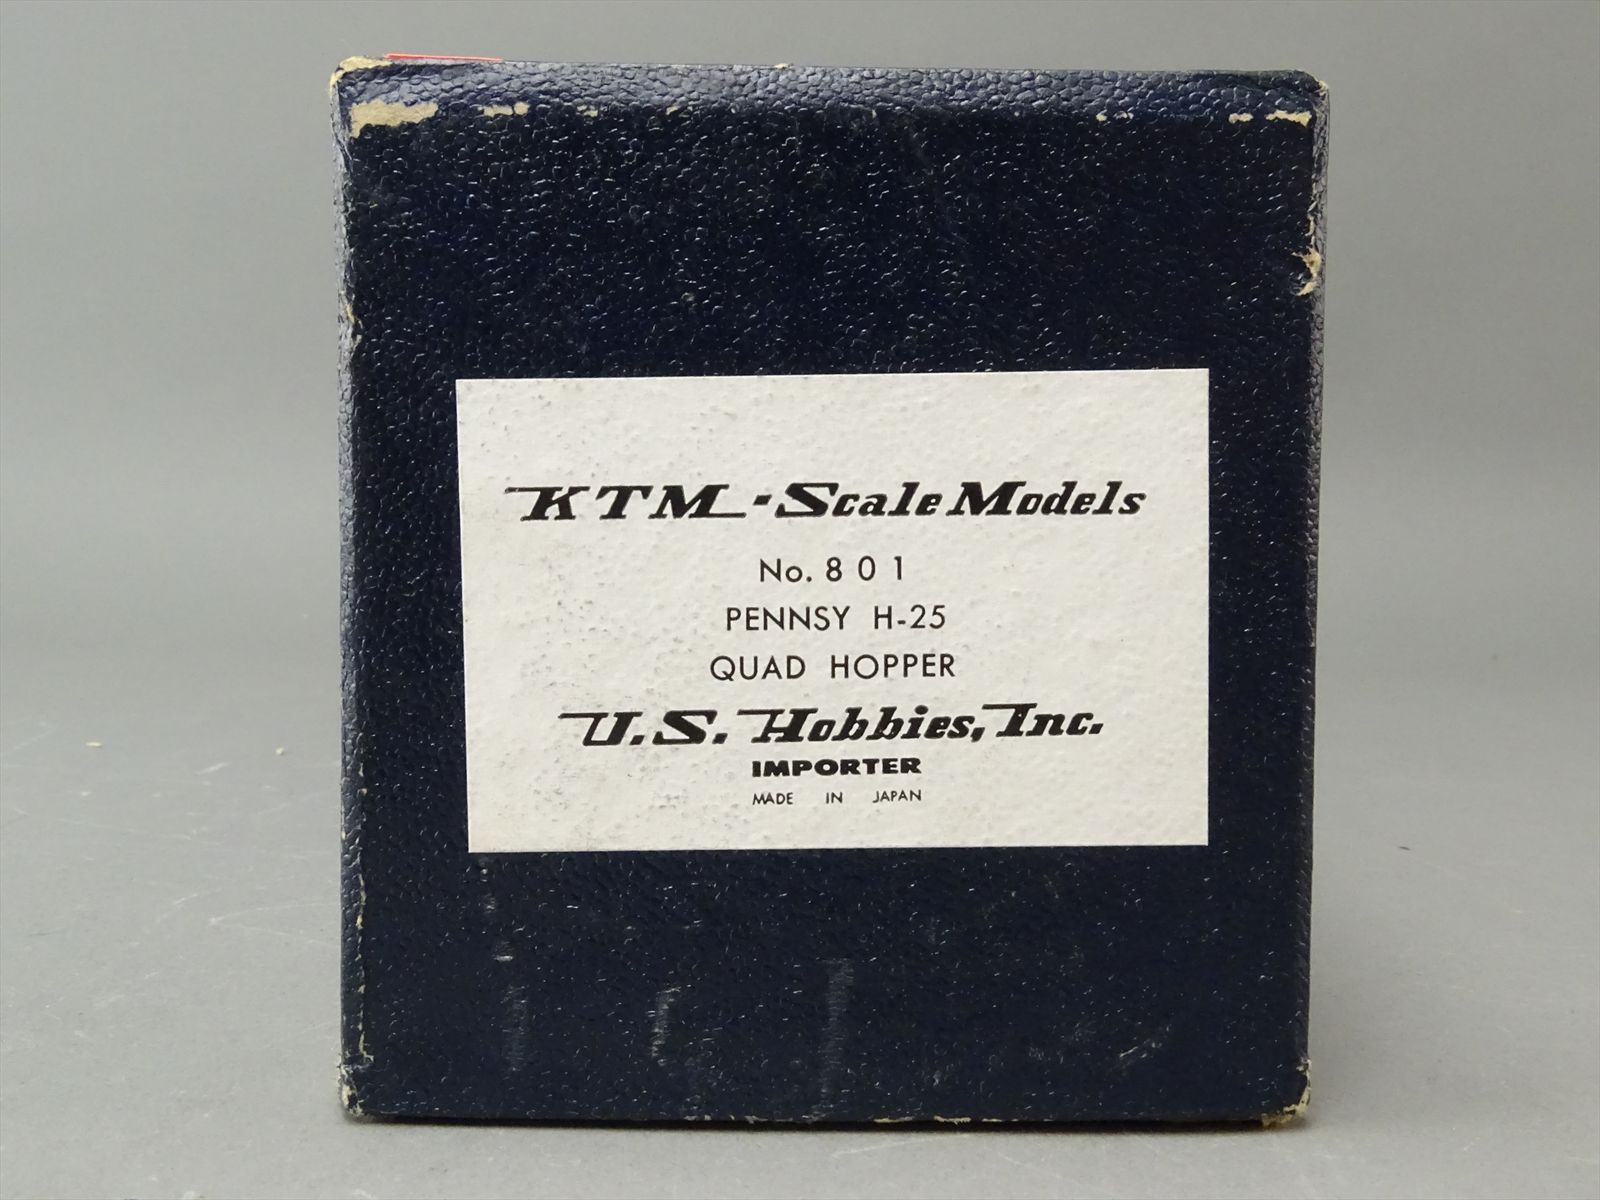 KTM-Scale Models
No. 801
PENNSY H-25
QUAD HOPPER
U.S. Hobbies, Inc.
IMPORTER
MADE IN JAPAN